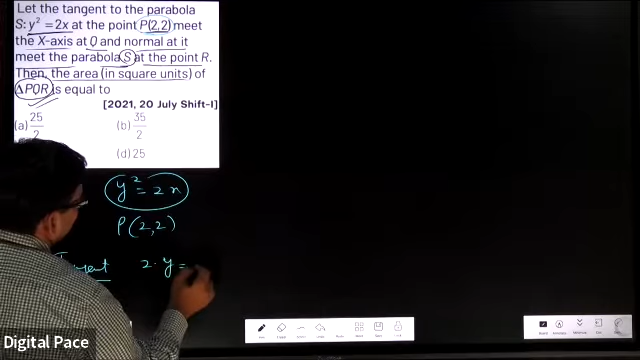 Let the tangent to the parabola
S: y² = 2x at the point P(2,2) meet
the X-axis at Q and normal at it
meet the parabola S at the point R.
Then, the area (in square units) of
ΔPQR is equal to
[2021, 20 July Shift-I]
(a) 25/2 (b) 35/2
(d) 25
y² = 2x
P(2,2)
2·y =
Digital Pace